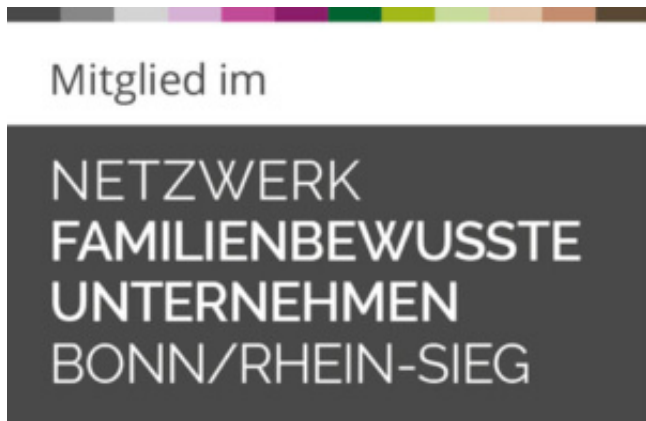 Mitglied im
NETZWERK
FAMILIENBEWUSSTE
UNTERNEHMEN
BONN/RHEIN-SIEG